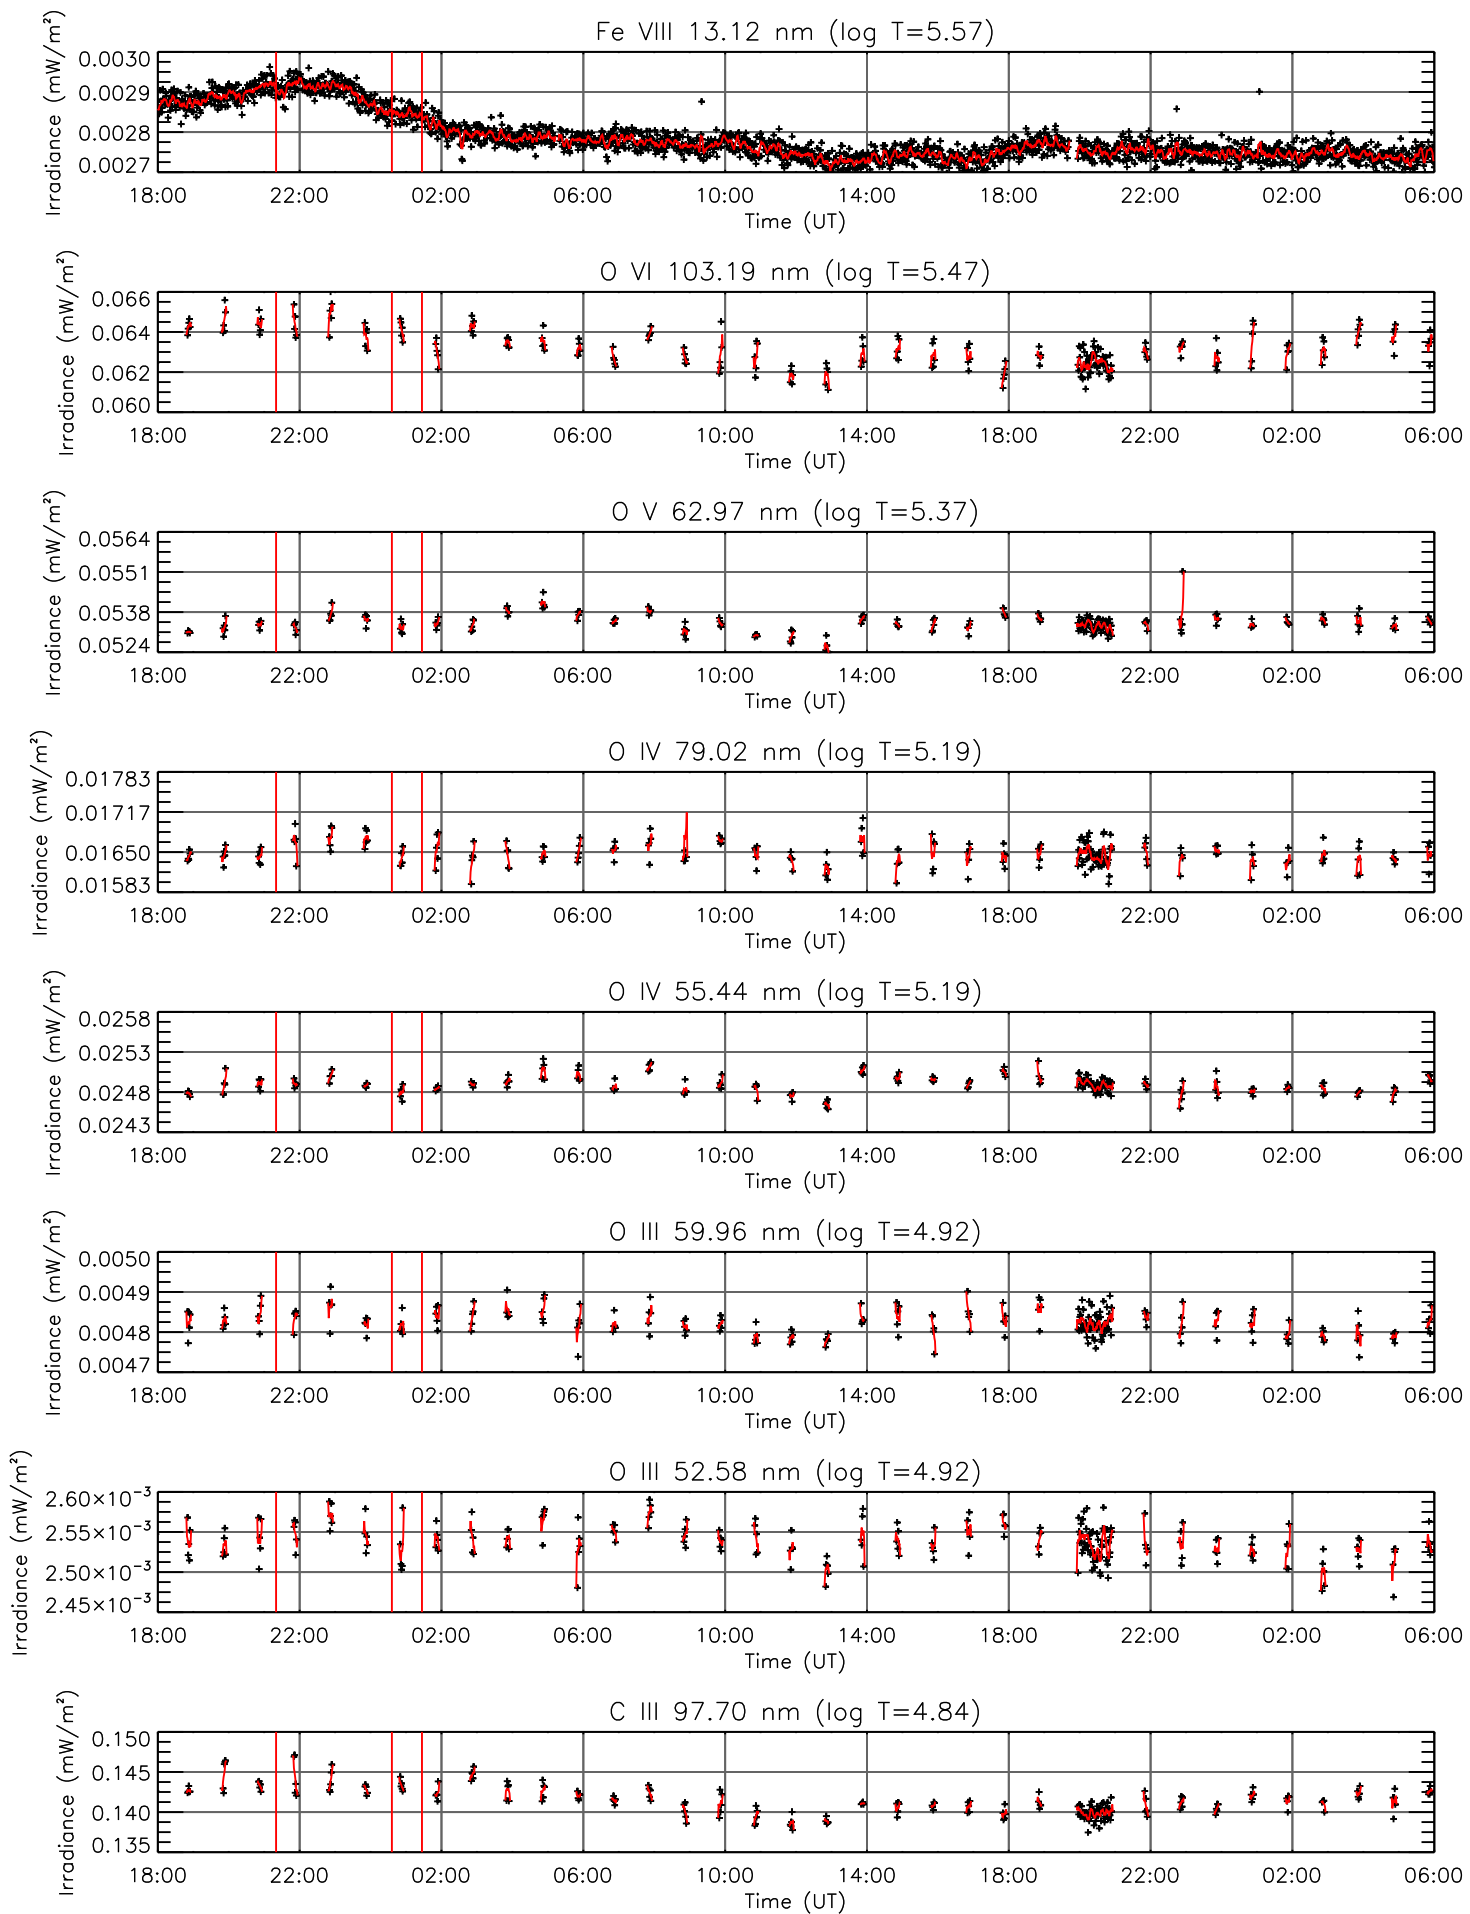 Fe VIII 13.12 nm (log T=5.57)
Irradiance (mW/m²)
0.0030
0.0029
0.0028
0.0027
18:00 22:00 02:00 06:00 10:00 14:00 18:00 22:00 02:00 06:00
Time (UT)
O VI 103.19 nm (log T=5.47)
Irradiance (mW/m²)
0.066
0.064
0.062
0.060
18:00 22:00 02:00 06:00 10:00 14:00 18:00 22:00 02:00 06:00
Time (UT)
O V 62.97 nm (log T=5.37)
Irradiance (mW/m²)
0.0564
0.0551
0.0538
0.0524
18:00 22:00 02:00 06:00 10:00 14:00 18:00 22:00 02:00 06:00
Time (UT)
O IV 79.02 nm (log T=5.19)
Irradiance (mW/m²)
0.01783
0.01717
0.01650
0.01583
18:00 22:00 02:00 06:00 10:00 14:00 18:00 22:00 02:00 06:00
Time (UT)
O IV 55.44 nm (log T=5.19)
Irradiance (mW/m²)
0.0258
0.0253
0.0248
0.0243
18:00 22:00 02:00 06:00 10:00 14:00 18:00 22:00 02:00 06:00
Time (UT)
O III 59.96 nm (log T=4.92)
Irradiance (mW/m²)
0.0050
0.0049
0.0048
0.0047
18:00 22:00 02:00 06:00 10:00 14:00 18:00 22:00 02:00 06:00
Time (UT)
O III 52.58 nm (log T=4.92)
Irradiance (mW/m²)
2.60×10⁻³
2.55×10⁻³
2.50×10⁻³
2.45×10⁻³
18:00 22:00 02:00 06:00 10:00 14:00 18:00 22:00 02:00 06:00
Time (UT)
C III 97.70 nm (log T=4.84)
Irradiance (mW/m²)
0.150
0.145
0.140
0.135
18:00 22:00 02:00 06:00 10:00 14:00 18:00 22:00 02:00 06:00
Time (UT)